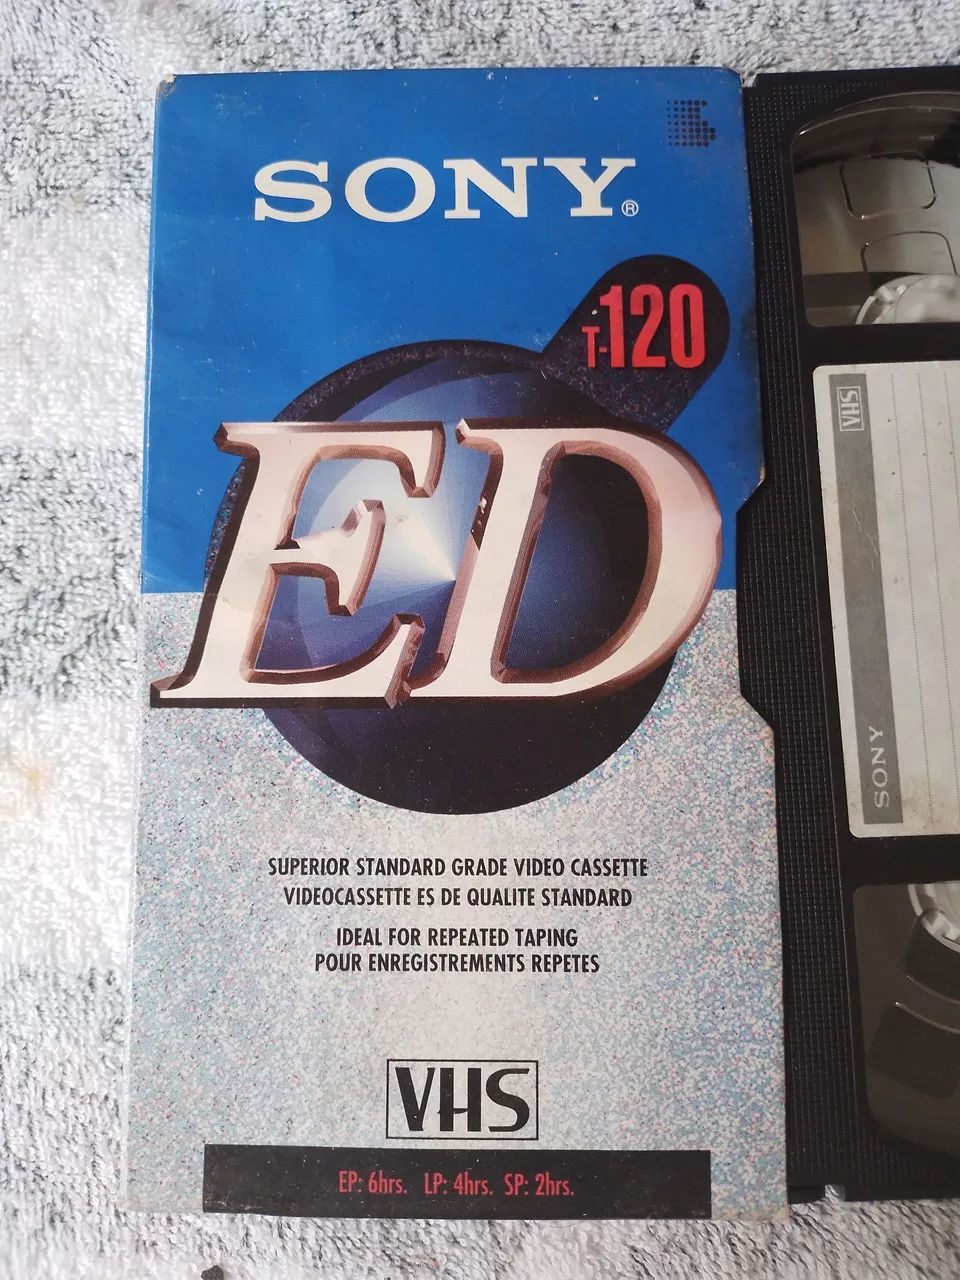 SONY®
T-120
ED
SUPERIOR STANDARD GRADE VIDEO CASSETTE
VIDEOCASSETTE ES DE QUALITE STANDARD
IDEAL FOR REPEATED TAPING
POUR ENREGISTREMENTS REPETES
VHS
EP: 6hrs. LP: 4hrs. SP: 2hrs.
VHS
SONY